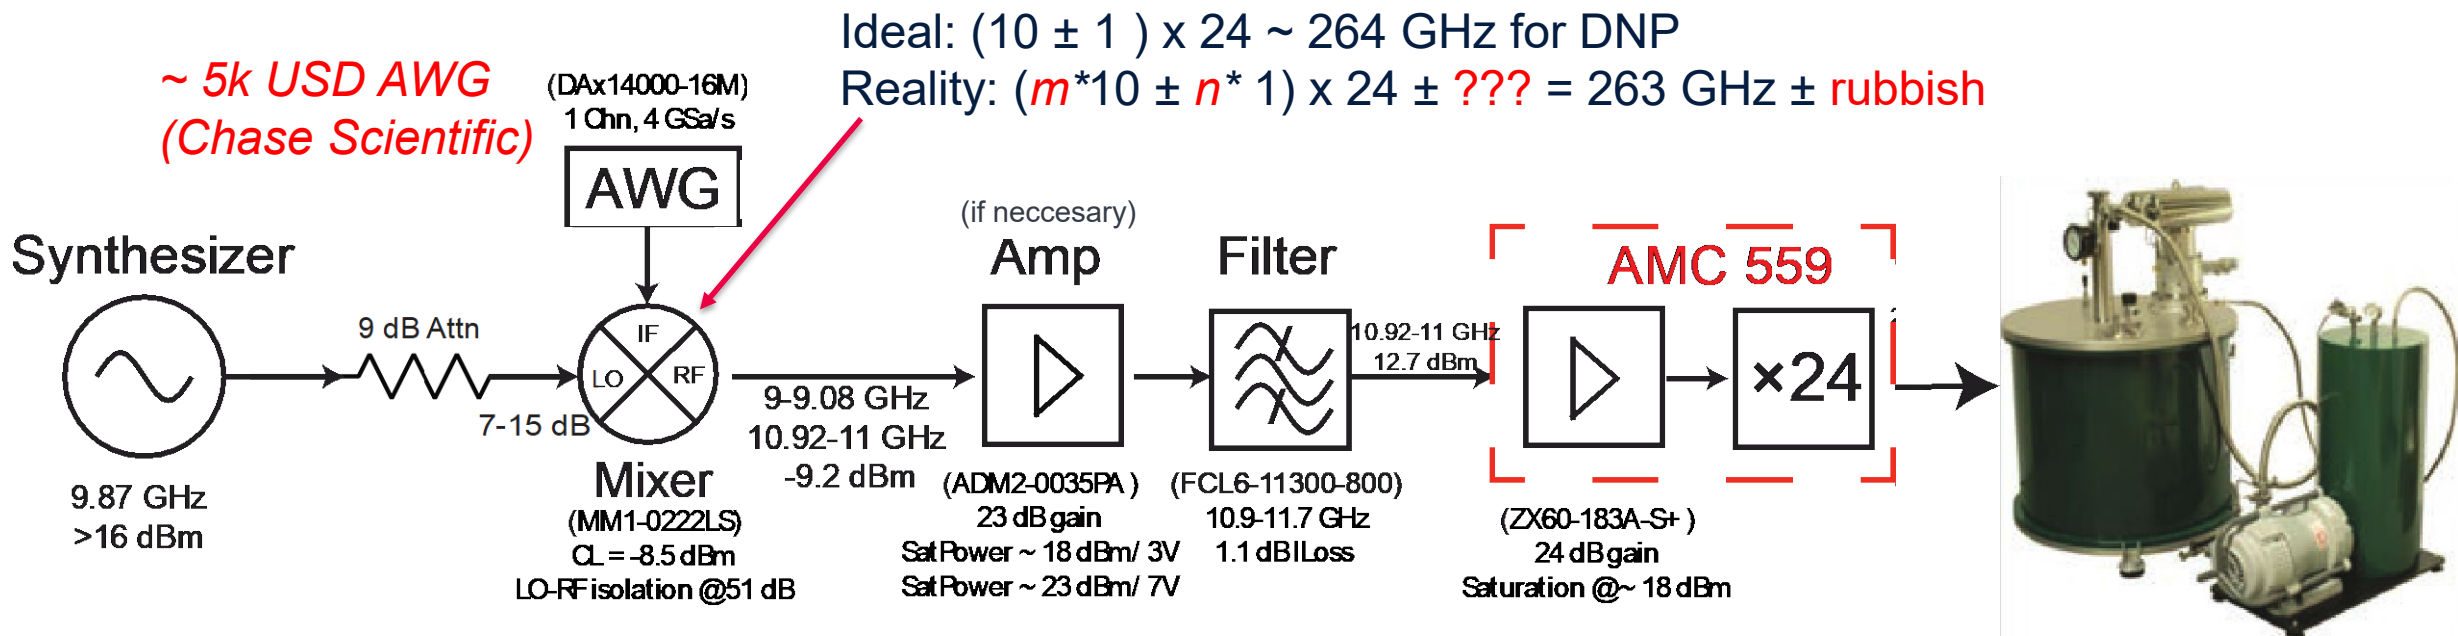 Ideal: (10 ± 1 ) x 24 ~ 264 GHz for DNP
Reality: (m*10 ± n* 1) x 24 ± ??? = 263 GHz ± rubbish
~ 5k USD AWG
(Chase Scientific)
(DAx14000-16M)
1 Chn, 4 GSa/s
AWG
Synthesizer
9.87 GHz
>16 dBm
9 dB Attn
7-15 dB
IF
LO
RF
Mixer
(MM1-0222LS)
CL = -8.5 dBm
LO-RF isolation @51 dB
9-9.08 GHz
10.92-11 GHz
-9.2 dBm
(if neccesary)
Amp
(ADM2-0035PA )
23 dB gain
Sat Power ~ 18 dBm/ 3V
Sat Power ~ 23 dBm/ 7V
Filter
(FCL6-11300-800)
10.9-11.7 GHz
1.1 dB ILoss
10.92-11 GHz
12.7 dBm
AMC 559
×24
(ZX60-183A-S+ )
24 dB gain
Saturation @~ 18 dBm